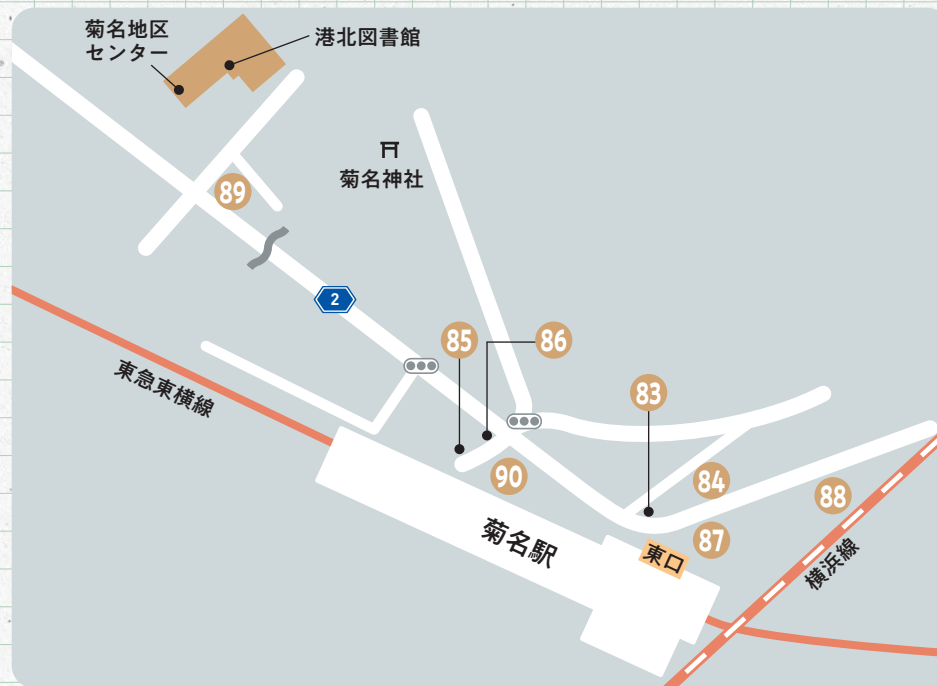 菊名地区
センター
港北図書館
菊名神社
89
2
85
86
東急東横線
83
90
84
88
菊名駅
87
東口
横浜線